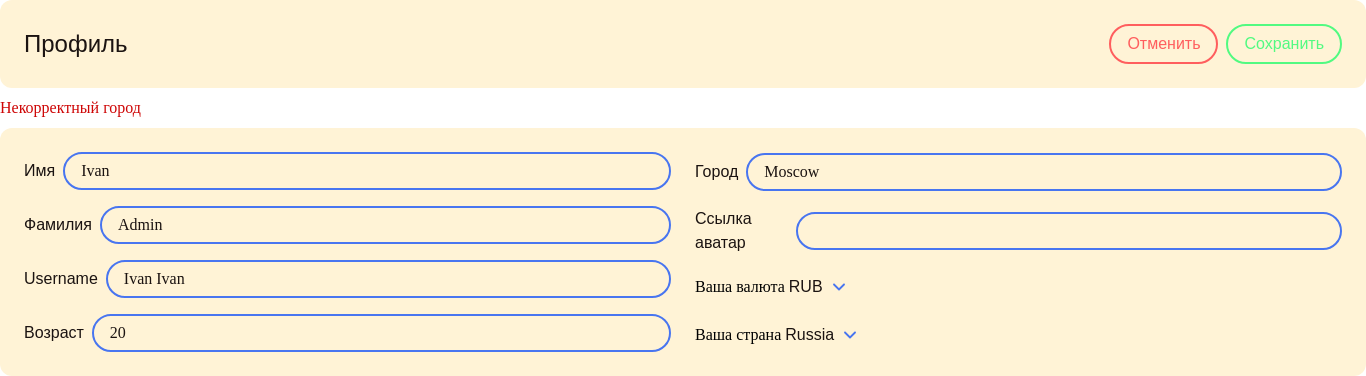 Профиль
Отменить
Сохранить
Некорректный город
Имя Ivan
Фамилия Admin
Username Ivan Ivan
Возраст 20
Город Moscow
Ссылка
аватар
Ваша валюта RUB
Ваша страна Russia